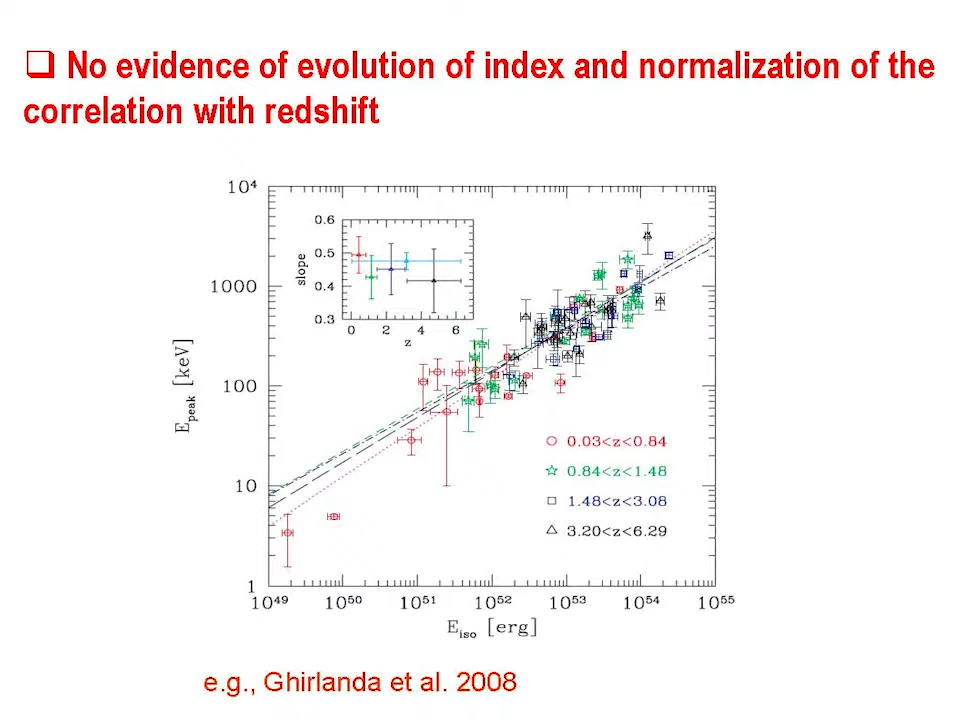 ❑ No evidence of evolution of index and normalization of the
correlation with redshift
10⁴
1000
100
10
1
E_peak [keV]
0.6
0.5
0.4
0.3
slope
0 2 4 6
z
0.03<z<0.84
0.84<z<1.48
1.48<z<3.08
3.20<z<6.29
10⁴⁹ 10⁵⁰ 10⁵¹ 10⁵² 10⁵³ 10⁵⁴ 10⁵⁵
E_iso [erg]
e.g., Ghirlanda et al. 2008